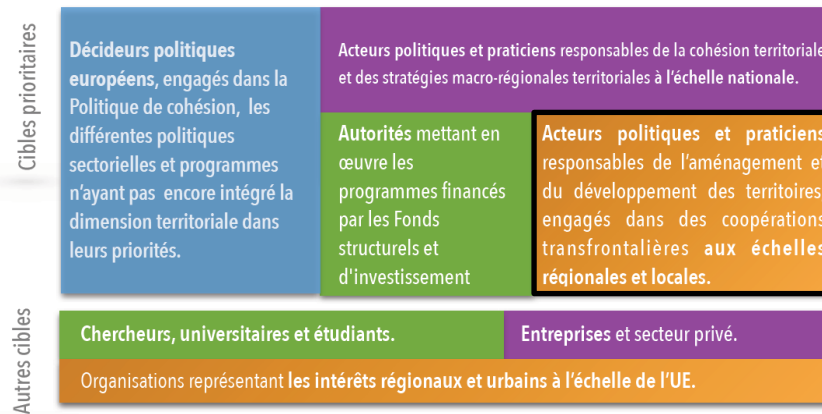 Cibles prioritaires
Décideurs politiques
européens, engagés dans la
Politique de cohésion, les
différentes politiques
sectorielles et programmes
n'ayant pas encore intégré la
dimension territoriale dans
leurs priorités.
Acteurs politiques et praticiens responsables de la cohésion territoriale
et des stratégies macro-régionales territoriales à l'échelle nationale.
Autorités mettant en
œuvre les
programmes financés
par les Fonds
structurels et
d'investissement
Acteurs politiques et praticiens
responsables de l'aménagement et
du développement des territoires
engagés dans des coopérations
transfrontalières aux échelles
régionales et locales.
Autres cibles
Chercheurs, universitaires et étudiants.
Entreprises et secteur privé.
Organisations représentant les intérêts régionaux et urbains à l'échelle de l'UE.